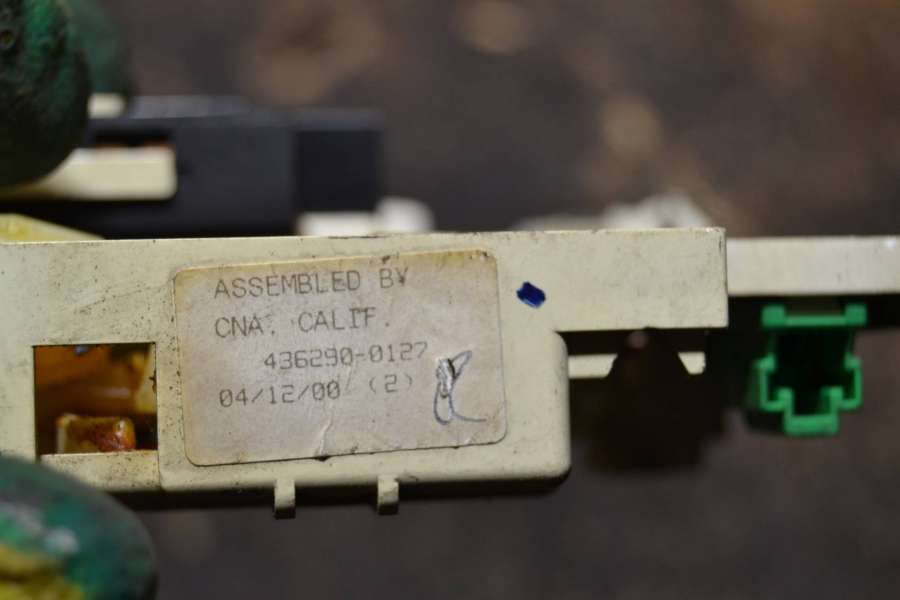 ASSEMBLED BY
CNA. CALIF.
436290-0127
04/12/00 (2)